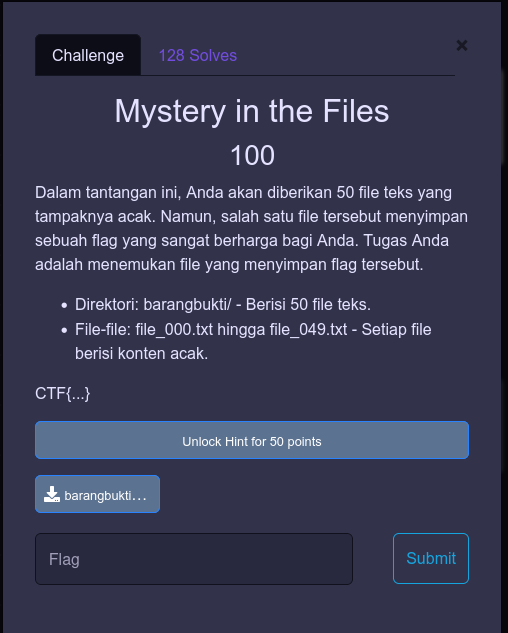 Challenge
128 Solves
×
Mystery in the Files
100
Dalam tantangan ini, Anda akan diberikan 50 file teks yang
tampaknya acak. Namun, salah satu file tersebut menyimpan
sebuah flag yang sangat berharga bagi Anda. Tugas Anda
adalah menemukan file yang menyimpan flag tersebut.
• Direktori: barangbukti/ - Berisi 50 file teks.
• File-file: file_000.txt hingga file_049.txt - Setiap file
berisi konten acak.
CTF{...}
Unlock Hint for 50 points
barangbukti...
Flag
Submit